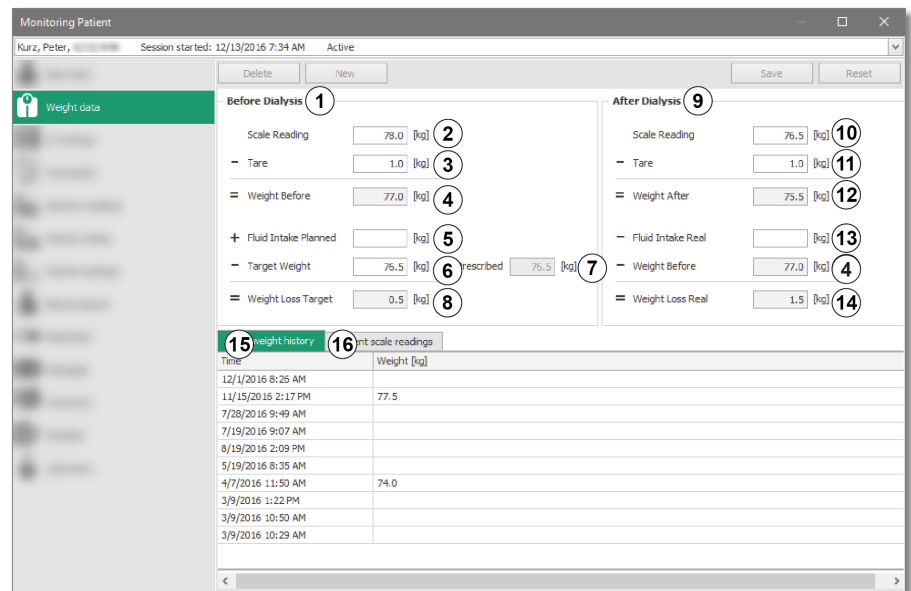 Monitoring Patient
Kurz, Peter, Session started: 12/13/2016 7:34 AM Active
Delete New Save Reset
Weight data
Before Dialysis 1
Scale Reading 78.0 [kg] 2
− Tare 1.0 [kg] 3
= Weight Before 77.0 [kg] 4
+ Fluid Intake Planned [kg] 5
− Target Weight 76.5 [kg] 6 rescribed 76.5 [kg] 7
= Weight Loss Target 0.5 [kg] 8
After Dialysis 9
Scale Reading 76.5 [kg] 10
− Tare 1.0 [kg] 11
= Weight After 75.5 [kg] 12
− Fluid Intake Real [kg] 13
− Weight Before 77.0 [kg] 4
= Weight Loss Real 1.5 [kg] 14
15 weight history 16 nt scale readings
Time Weight [kg]
12/1/2016 8:26 AM
11/15/2016 2:17 PM 77.5
7/28/2016 9:49 AM
7/19/2016 9:07 AM
8/19/2016 2:09 PM
5/19/2016 8:35 AM
4/7/2016 11:50 AM 74.0
3/9/2016 1:22 PM
3/9/2016 10:50 AM
3/9/2016 10:29 AM